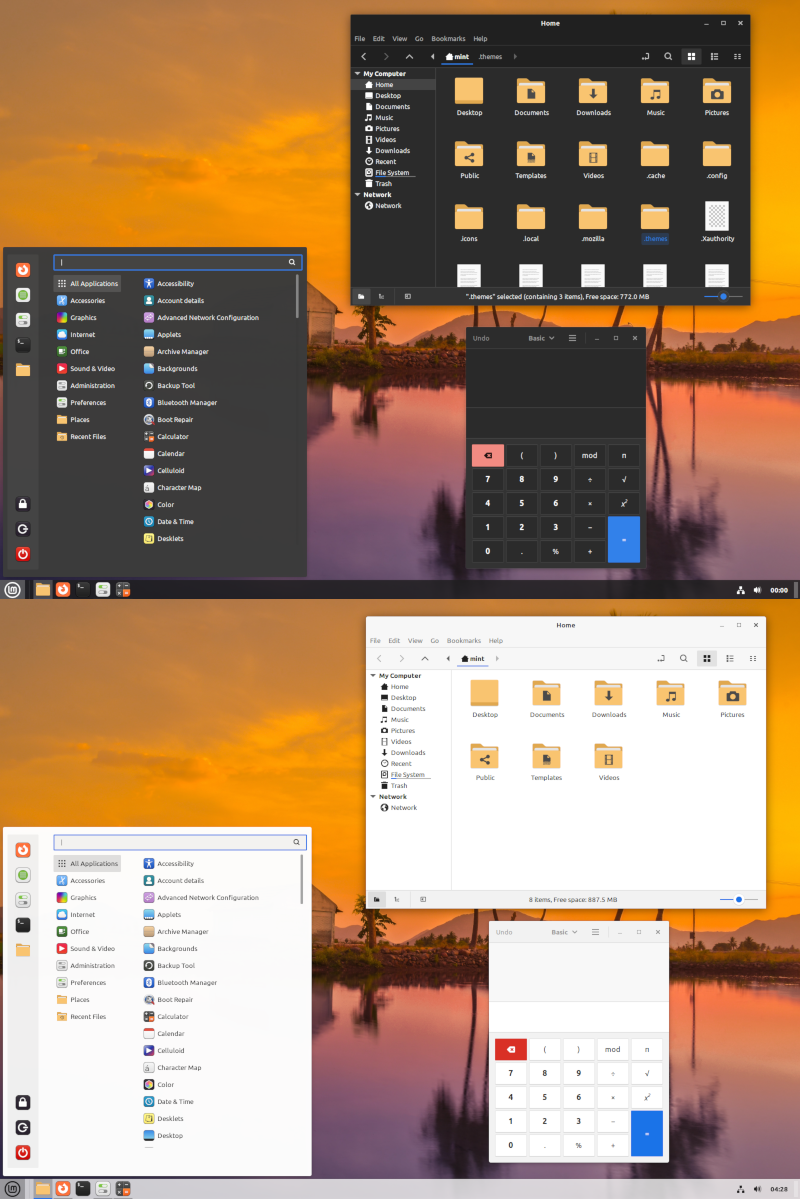 Home
File Edit View Go Bookmarks Help
mint .themes
My Computer
Home
Desktop
Documents
Music
Pictures
Videos
Downloads
Recent
File System
Trash
Network
Network
Desktop Documents Downloads Music Pictures
Public Templates Videos .cache .config
.icons .local .mozilla .themes .Xauthority
".themes" selected (containing 3 items), Free space: 772.0 MB
All Applications
Accessories
Graphics
Internet
Office
Sound & Video
Administration
Preferences
Places
Recent Files
Accessibility
Account details
Advanced Network Configuration
Applets
Archive Manager
Backgrounds
Backup Tool
Bluetooth Manager
Boot Repair
Calculator
Calendar
Celluloid
Character Map
Color
Date & Time
Desklets
Undo Basic
( ) mod n
7 8 9 ÷ √
4 5 6 × x²
1 2 3 − =
0 . % +
00:00
Home
File Edit View Go Bookmarks Help
mint
My Computer
Home
Desktop
Documents
Music
Pictures
Videos
Downloads
Recent
File System
Trash
Network
Network
Desktop Documents Downloads Music Pictures
Public Templates Videos
8 items, Free space: 887.5 MB
All Applications
Accessories
Graphics
Internet
Office
Sound & Video
Administration
Preferences
Places
Recent Files
Accessibility
Account details
Advanced Network Configuration
Applets
Archive Manager
Backgrounds
Backup Tool
Bluetooth Manager
Boot Repair
Calculator
Calendar
Celluloid
Character Map
Color
Date & Time
Desklets
Desktop
Undo Basic
( ) mod n
7 8 9 ÷ √
4 5 6 × x²
1 2 3 − =
0 . % +
04:28